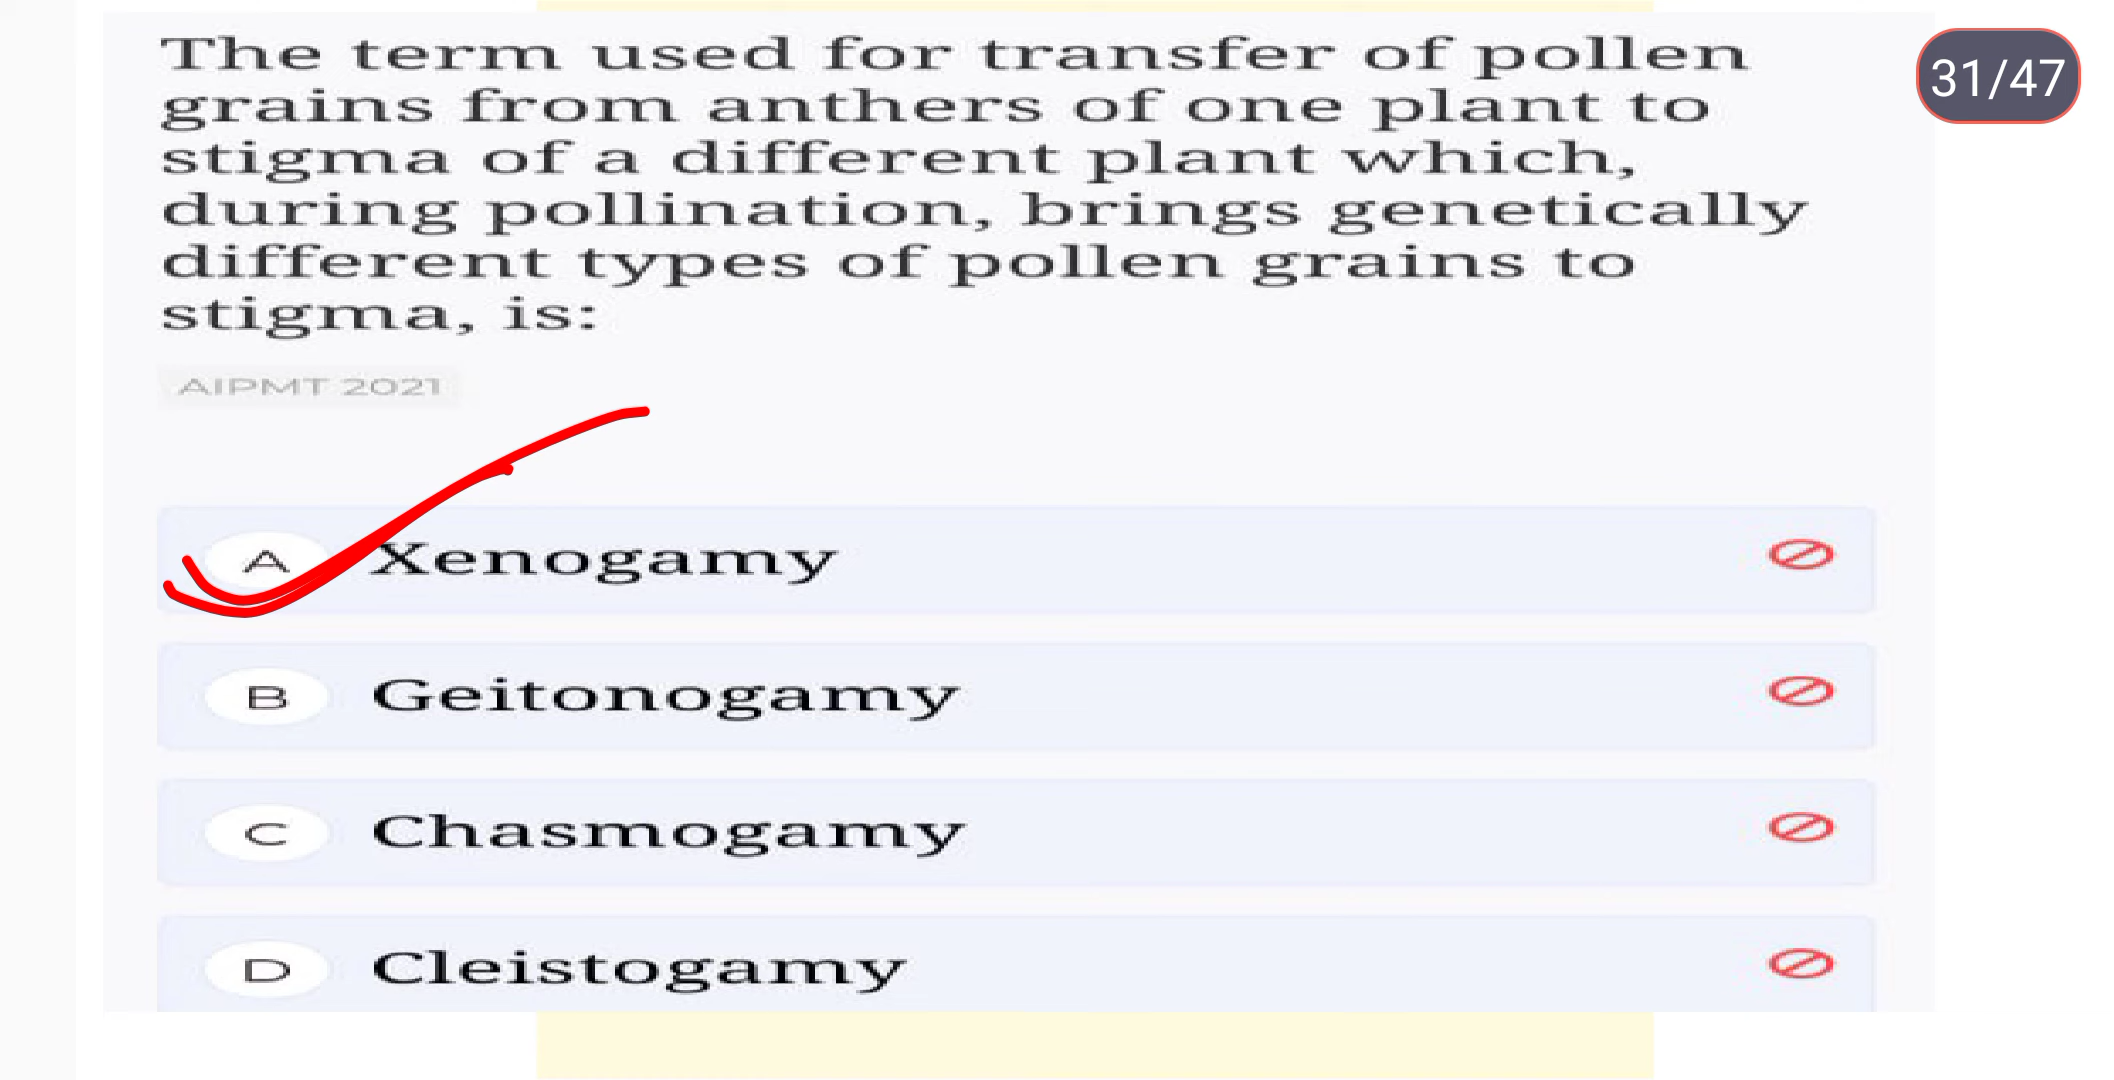 The term used for transfer of pollen
grains from anthers of one plant to
stigma of a different plant which,
during pollination, brings genetically
different types of pollen grains to
stigma, is:
AIPMT 2021
A Xenogamy
B Geitonogamy
C Chasmogamy
D Cleistogamy
31/47